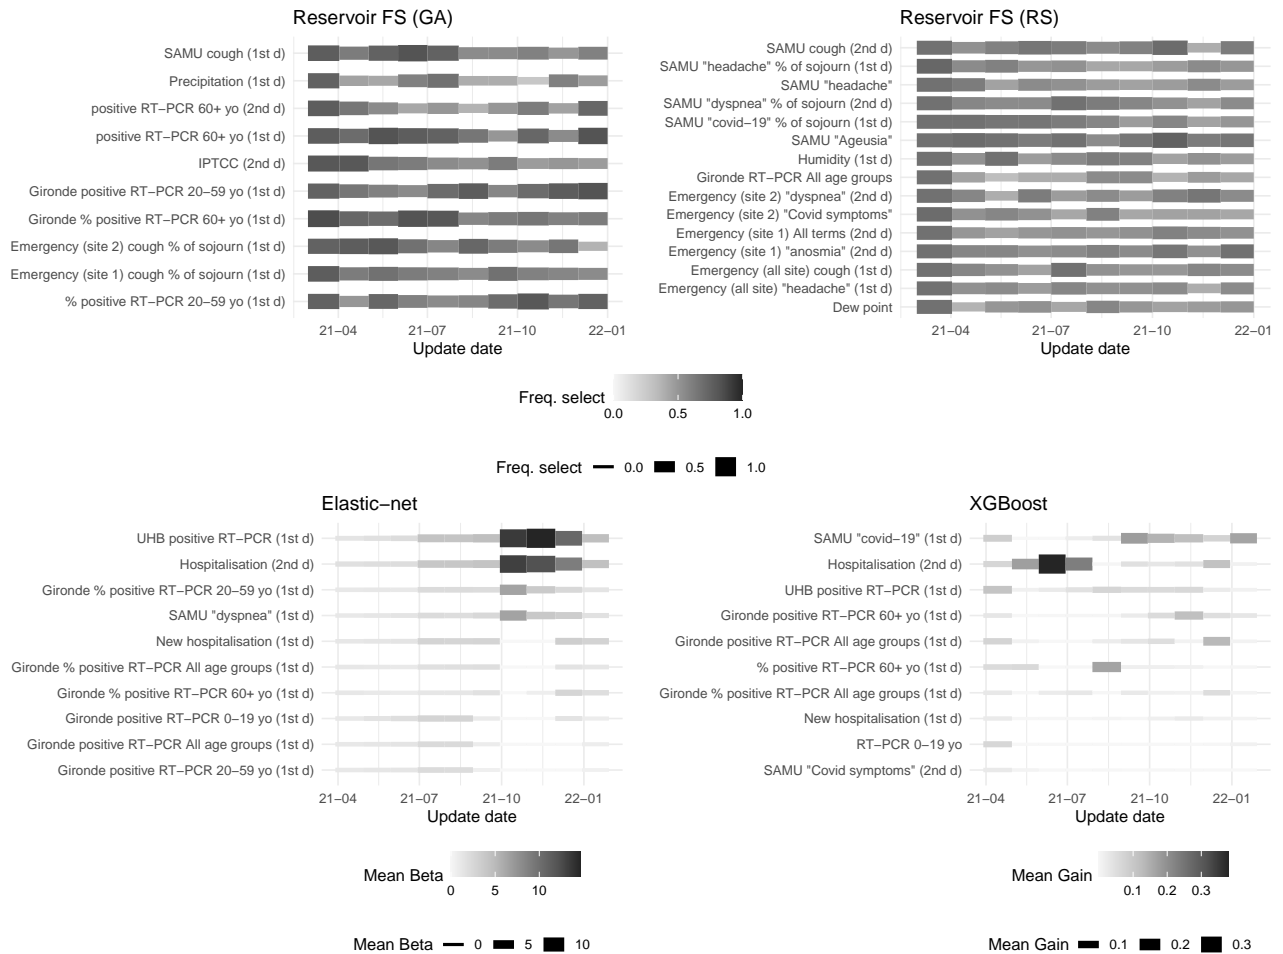 Reservoir FS (GA)
SAMU cough (1st d)
Precipitation (1st d)
positive RT−PCR 60+ yo (2nd d)
positive RT−PCR 60+ yo (1st d)
IPTCC (2nd d)
Gironde positive RT−PCR 20−59 yo (1st d)
Gironde % positive RT−PCR 60+ yo (1st d)
Emergency (site 2) cough % of sojourn (1st d)
Emergency (site 1) cough % of sojourn (1st d)
% positive RT−PCR 20−59 yo (1st d)
21−04 21−07 21−10 22−01
Update date
Reservoir FS (RS)
SAMU cough (2nd d)
SAMU "headache" % of sojourn (1st d)
SAMU "headache"
SAMU "dyspnea" % of sojourn (2nd d)
SAMU "covid−19" % of sojourn (1st d)
SAMU "Ageusia"
Humidity (1st d)
Gironde RT−PCR All age groups
Emergency (site 2) "dyspnea" (2nd d)
Emergency (site 2) "Covid symptoms"
Emergency (site 1) All terms (2nd d)
Emergency (site 1) "anosmia" (2nd d)
Emergency (all site) cough (1st d)
Emergency (all site) "headache" (1st d)
Dew point
21−04 21−07 21−10 22−01
Update date
Freq. select
0.0 0.5 1.0
Freq. select 0.0 0.5 1.0
Elastic−net
UHB positive RT−PCR (1st d)
Hospitalisation (2nd d)
Gironde % positive RT−PCR 20−59 yo (1st d)
SAMU "dyspnea" (1st d)
New hospitalisation (1st d)
Gironde % positive RT−PCR All age groups (1st d)
Gironde % positive RT−PCR 60+ yo (1st d)
Gironde positive RT−PCR 0−19 yo (1st d)
Gironde positive RT−PCR All age groups (1st d)
Gironde positive RT−PCR 20−59 yo (1st d)
21−04 21−07 21−10 22−01
Update date
Mean Beta
0 5 10
Mean Beta 0 5 10
XGBoost
SAMU "covid−19" (1st d)
Hospitalisation (2nd d)
UHB positive RT−PCR (1st d)
Gironde positive RT−PCR 60+ yo (1st d)
Gironde positive RT−PCR All age groups (1st d)
% positive RT−PCR 60+ yo (1st d)
Gironde % positive RT−PCR All age groups (1st d)
New hospitalisation (1st d)
RT−PCR 0−19 yo
SAMU "Covid symptoms" (2nd d)
21−04 21−07 21−10 22−01
Update date
Mean Gain
0.1 0.2 0.3
Mean Gain 0.1 0.2 0.3